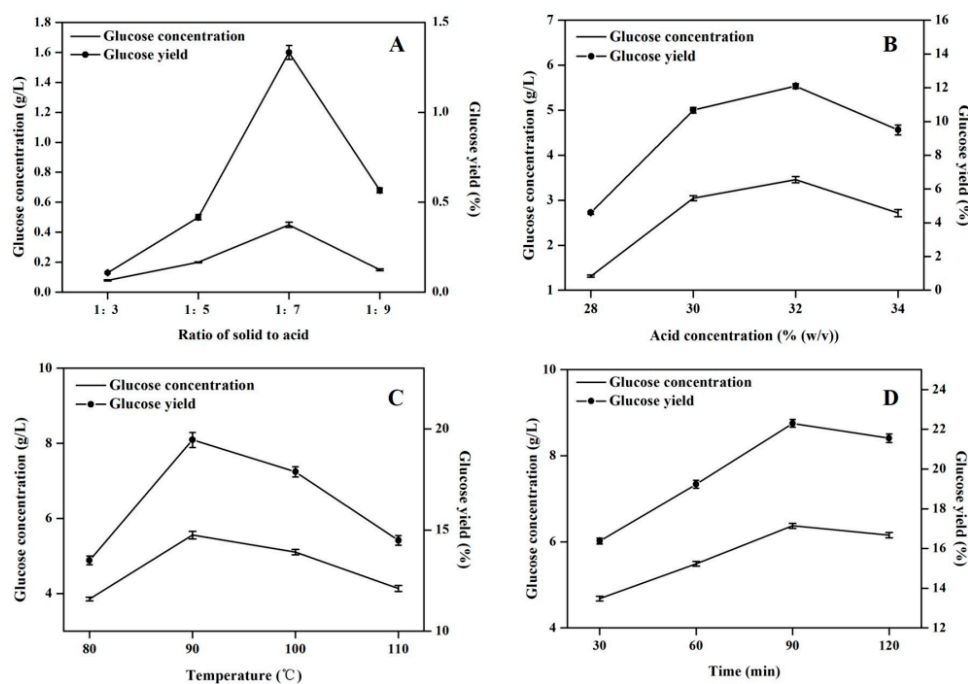 Glucose concentration
Glucose yield
A
Glucose concentration (g/L)
1.8
1.6
1.4
1.2
1.0
0.8
0.6
0.4
0.2
0.0
1.5
1.0
0.5
0.0
Glucose yield (%)
1: 3 1: 5 1: 7 1: 9
Ratio of solid to acid
Glucose concentration
Glucose yield
B
Glucose concentration (g/L)
7
6
5
4
3
2
1
16
14
12
10
8
6
4
2
0
Glucose yield (%)
28 30 32 34
Acid concentration (% (w/v))
Glucose concentration
Glucose yield
C
Glucose concentration (g/L)
10
8
6
4
20
15
10
Glucose yield (%)
80 90 100 110
Temperature (℃)
Glucose concentration
Glucose yield
D
Glucose concentration (g/L)
10
8
6
4
24
22
20
18
16
14
12
Glucose yield (%)
30 60 90 120
Time (min)